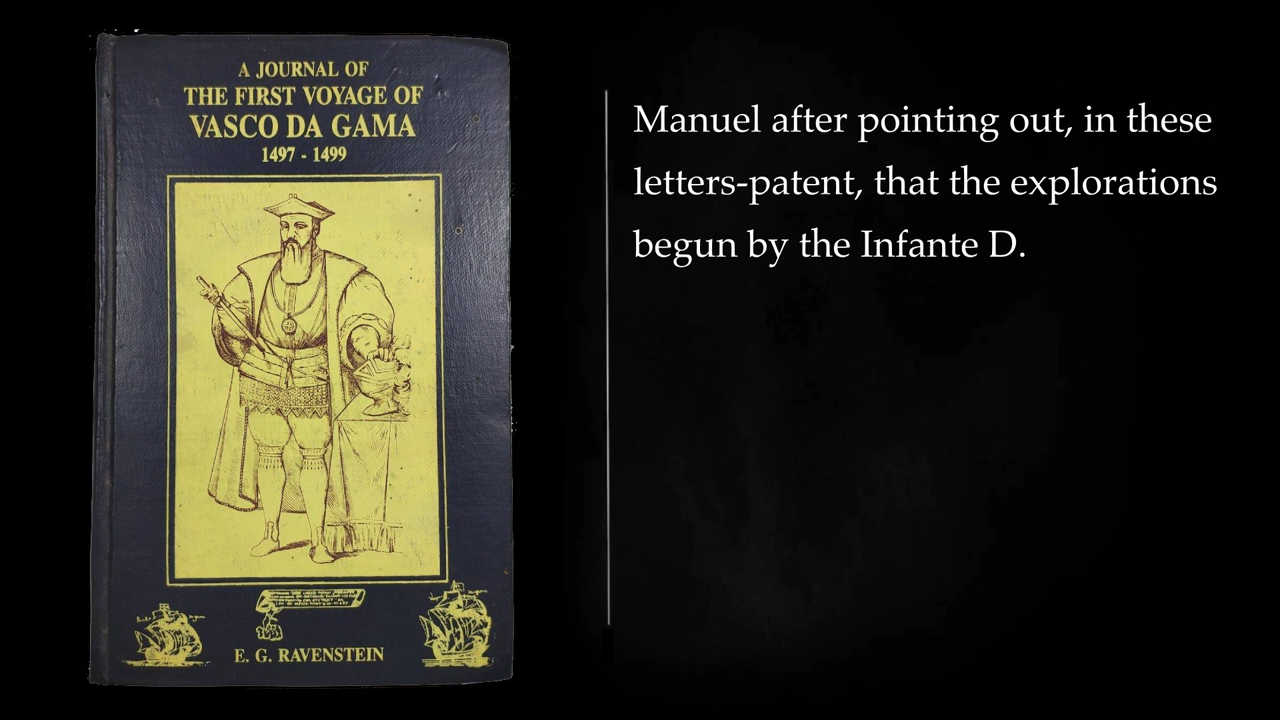 A JOURNAL OF
THE FIRST VOYAGE OF
VASCO DA GAMA
1497 - 1499
E. G. RAVENSTEIN
Manuel after pointing out, in these
letters-patent, that the explorations
begun by the Infante D.